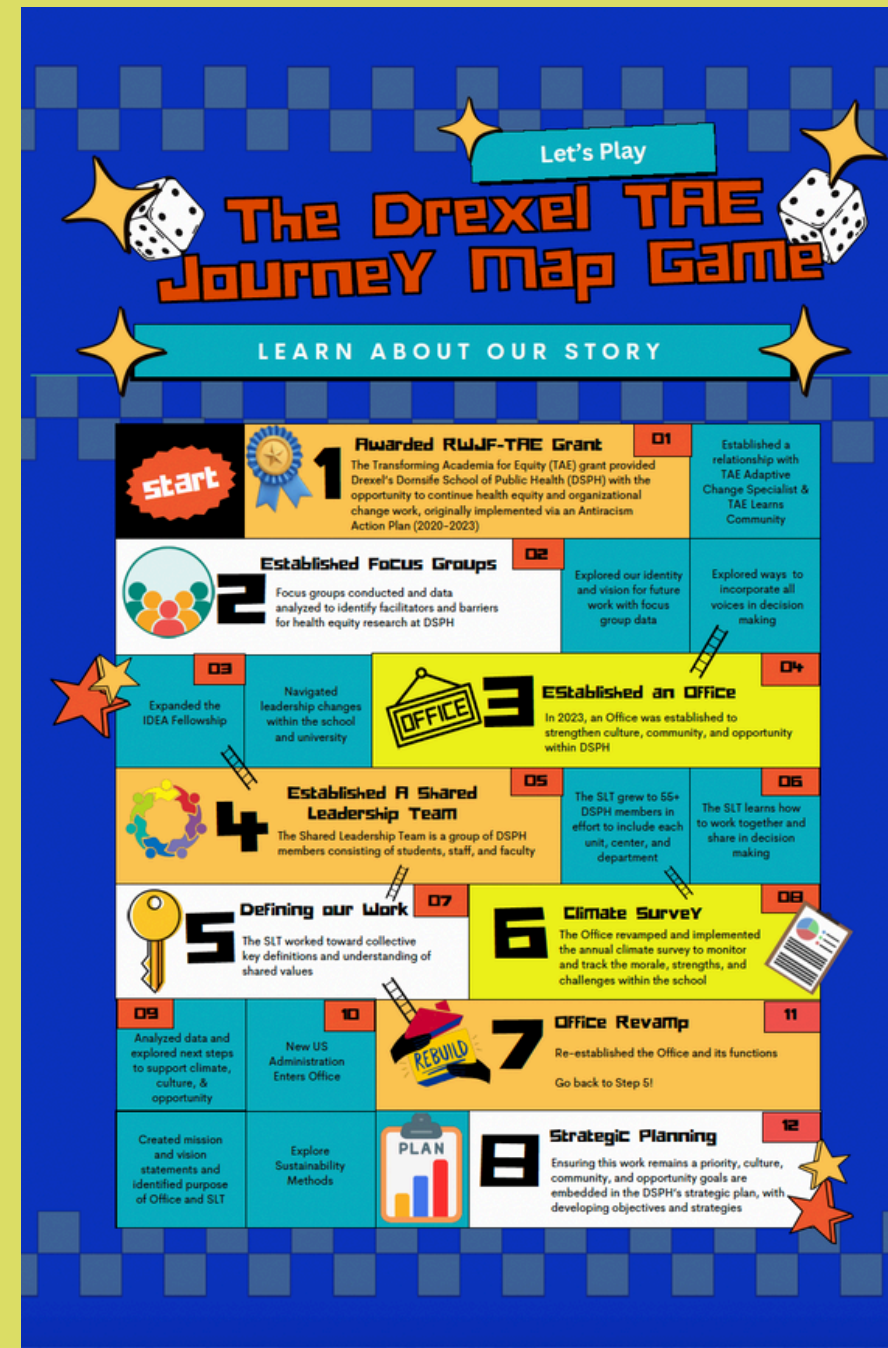 Let's Play
The Drexel TAE
Journey Map Game
LEARN ABOUT OUR STORY
start
1
Awarded RWJF-TAE Grant
01
The Transforming Academia for Equity (TAE) grant provided
Drexel's Dornsife School of Public Health (DSPH) with the
opportunity to continue health equity and organizational
change work, originally implemented via an Antiracism
Action Plan (2020-2023)
Established a
relationship with
TAE Adaptive
Change Specialist &
TAE Learns
Community
2
Established Focus Groups
02
Focus groups conducted and data
analyzed to identify facilitators and barriers
for health equity research at DSPH
Explored our identity
and vision for future
work with focus
group data
Explored ways to
incorporate all
voices in decision
making
03
Expanded the
IDEA Fellowship
Navigated
leadership changes
within the school
and university
OFFICE
3
Established an Office
04
In 2023, an Office was established to
strengthen culture, community, and opportunity
within DSPH
4
Established A Shared
Leadership Team
05
The Shared Leadership Team is a group of DSPH
members consisting of students, staff, and faculty
The SLT grew to 55+
DSPH members in
effort to include each
unit, center, and
department
06
The SLT learns how
to work together and
share in decision
making
5
Defining our Work
07
The SLT worked toward collective
key definitions and understanding of
shared values
6
Climate Survey
08
The Office revamped and implemented
the annual climate survey to monitor
and track the morale, strengths, and
challenges within the school
09
Analyzed data and
explored next steps
to support climate,
culture, &
opportunity
10
New US
Administration
Enters Office
REBUILD
7
Office Revamp
11
Re-established the Office and its functions
Go back to Step 5!
Created mission
and vision
statements and
identified purpose
of Office and SLT
Explore
Sustainability
Methods
PLAN
8
Strategic Planning
12
Ensuring this work remains a priority, culture,
community, and opportunity goals are
embedded in the DSPH's strategic plan, with
developing objectives and strategies